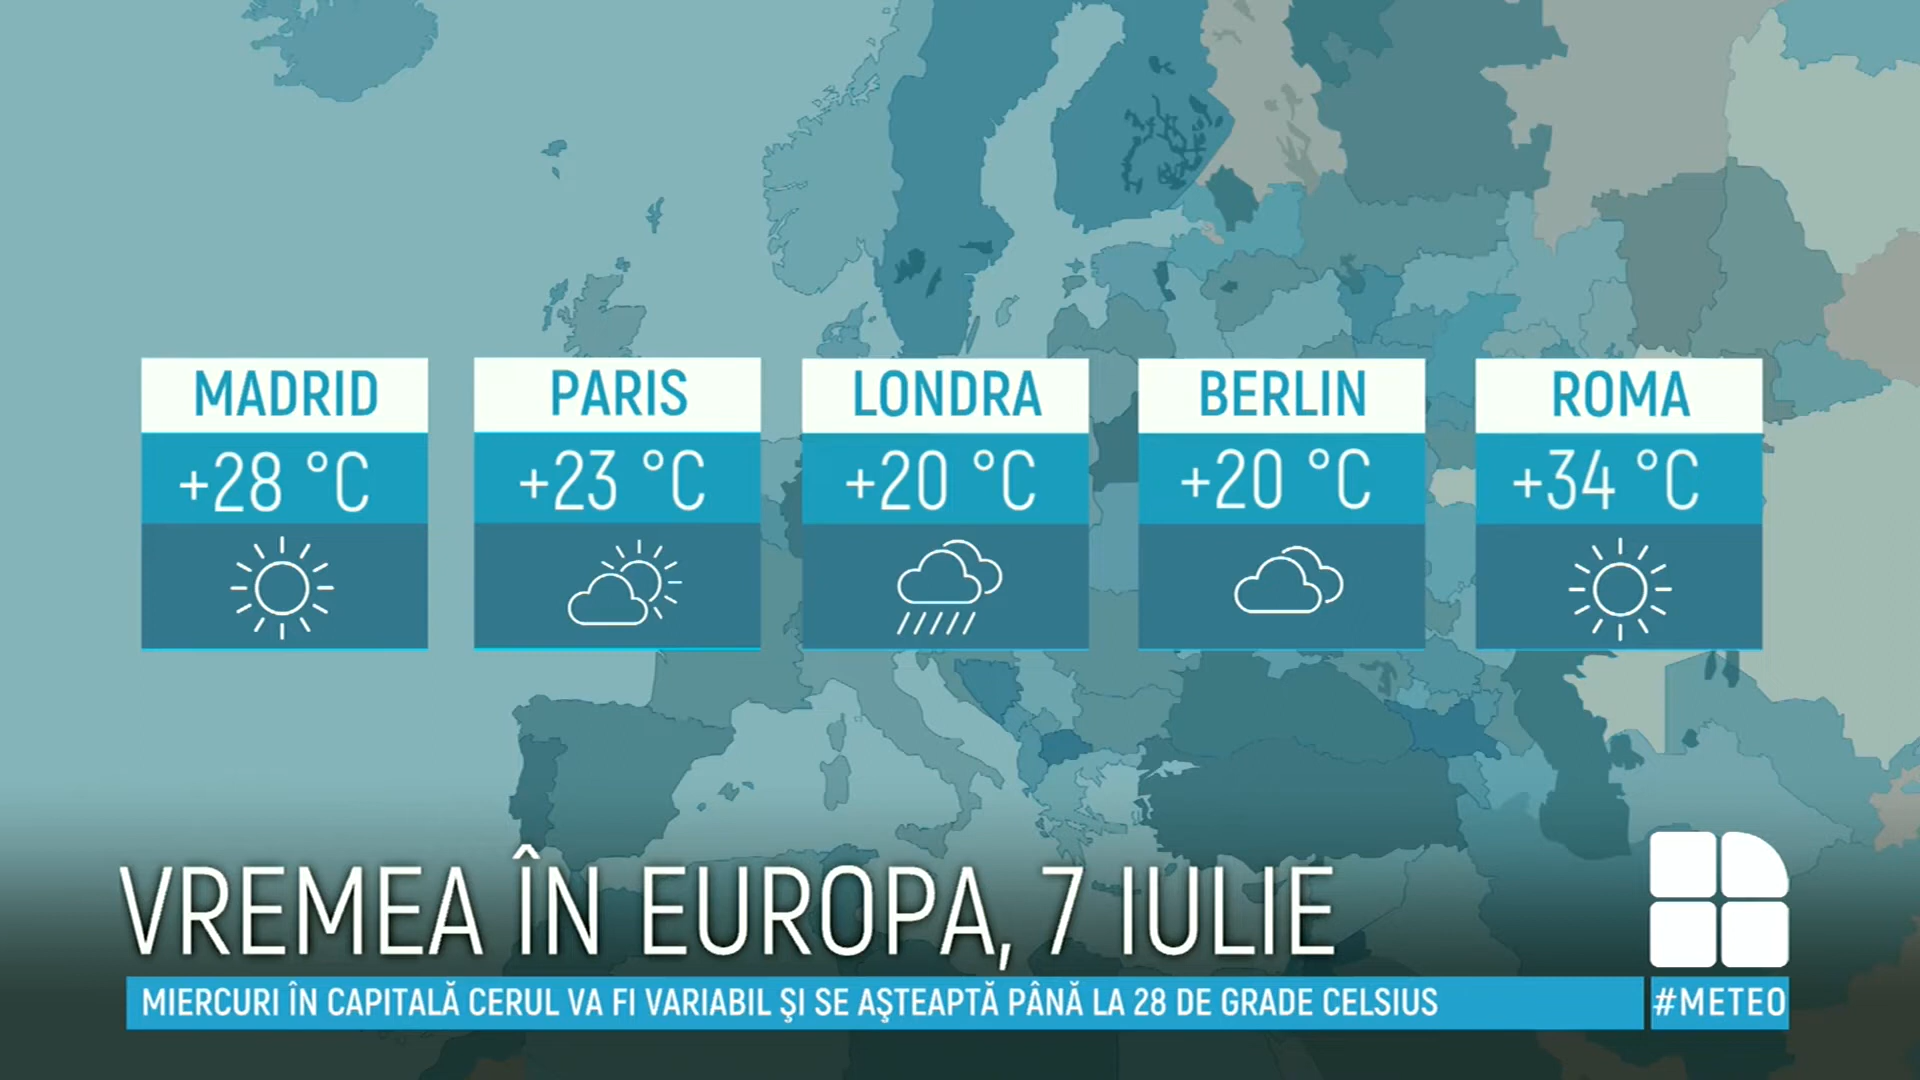 MADRID
+28 °C
PARIS
+23 °C
LONDRA
+20 °C
BERLIN
+20 °C
ROMA
+34 °C
VREMEA ÎN EUROPA, 7 IULIE
MIERCURI ÎN CAPITALĂ CERUL VA FI VARIABIL ŞI SE AŞTEAPTĂ PÂNĂ LA 28 DE GRADE CELSIUS
#METEO